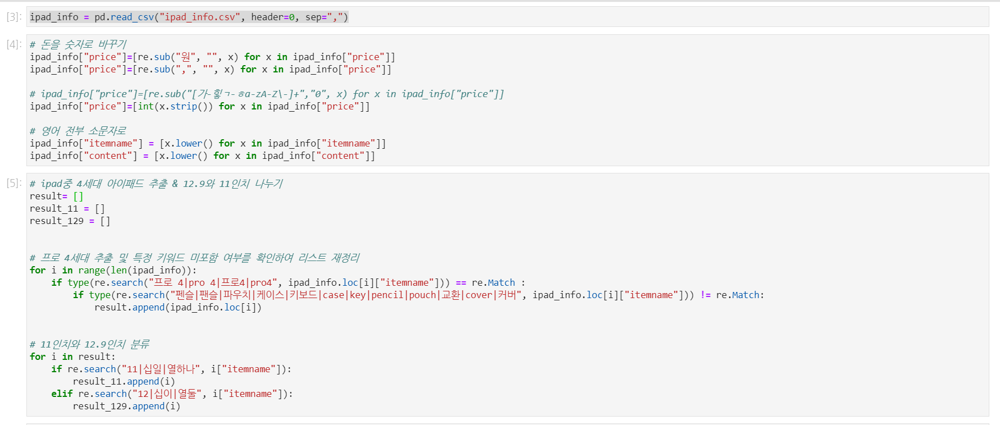 [3]: ipad_info = pd.read_csv("ipad_info.csv", header=0, sep=",")
[4]: # 돈을 숫자로 바꾸기
ipad_info["price"]=[re.sub("원", "", x) for x in ipad_info["price"]]
ipad_info["price"]=[re.sub(",", "", x) for x in ipad_info["price"]]
# ipad_info["price"]=[re.sub("[가-힣ㄱ-ㅎa-zA-Z\-]+","0", x) for x in ipad_info["price"]]
ipad_info["price"]=[int(x.strip()) for x in ipad_info["price"]]
# 영어 전부 소문자로
ipad_info["itemname"] = [x.lower() for x in ipad_info["itemname"]]
ipad_info["content"] = [x.lower() for x in ipad_info["content"]]
[5]: # ipad중 4세대 아이패드 추출 & 12.9와 11인치 나누기
result= []
result_11 = []
result_129 = []
# 프로 4세대 추출 및 특정 키워드 미포함 여부를 확인하여 리스트 재정리
for i in range(len(ipad_info)):
    if type(re.search("프로 4|pro 4|프로4|pro4", ipad_info.loc[i]["itemname"])) == re.Match :
        if type(re.search("펜슬|팬슬|파우치|케이스|키보드|case|key|pencil|pouch|교환|cover|커버", ipad_info.loc[i]["itemname"])) != re.Match:
            result.append(ipad_info.loc[i])
# 11인치와 12.9인치 분류
for i in result:
    if re.search("11|십일|열하나", i["itemname"]):
        result_11.append(i)
    elif re.search("12|십이|열둘", i["itemname"]):
        result_129.append(i)